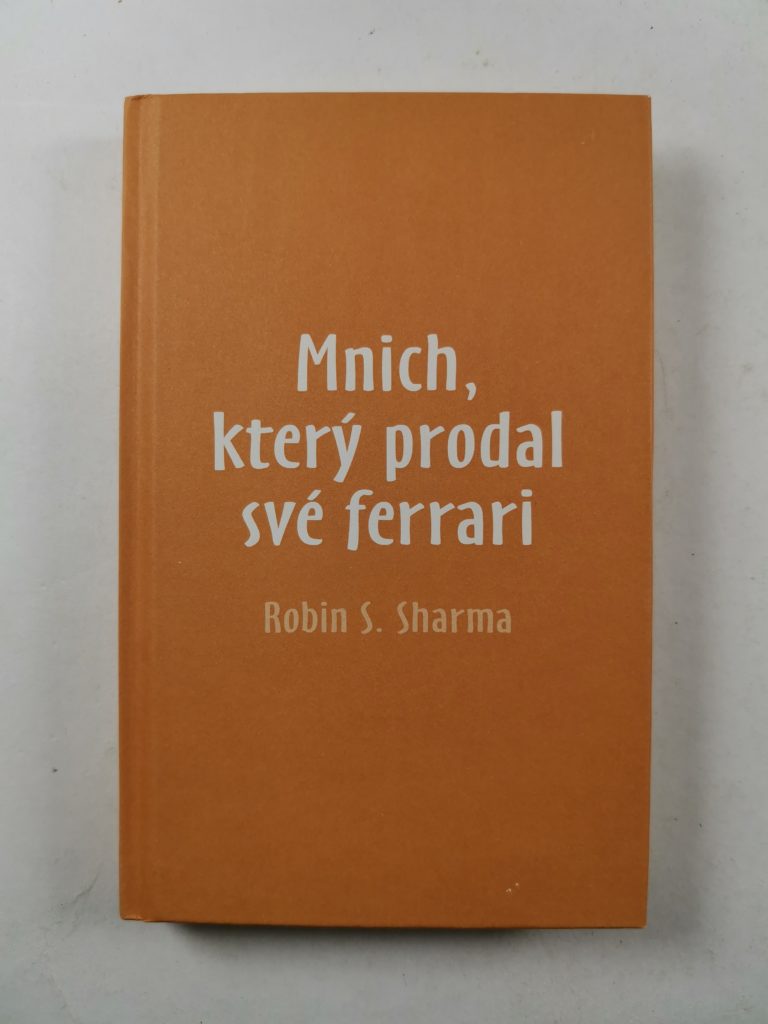 Mnich,
který prodal
své ferrari
Robin S. Sharma